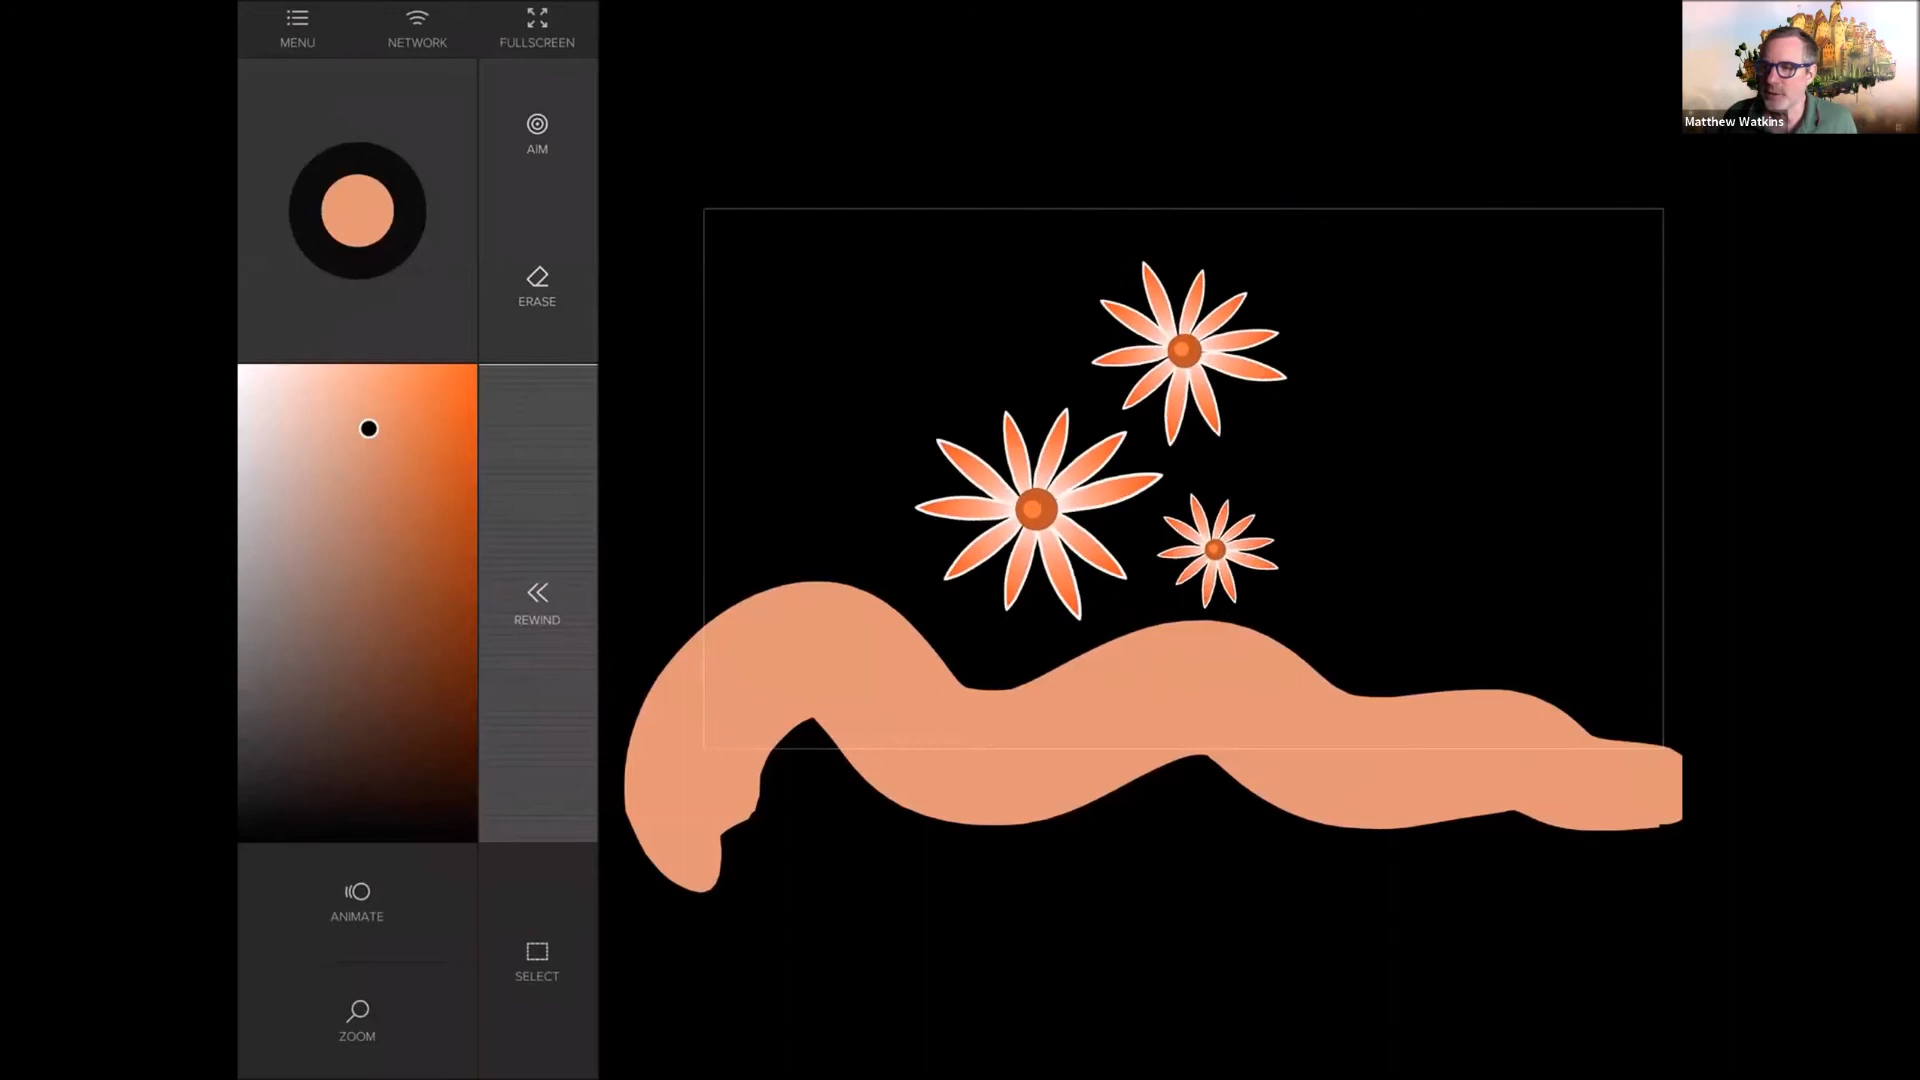 MENU
NETWORK
FULLSCREEN
AIM
ERASE
REWIND
ANIMATE
SELECT
ZOOM
Matthew Watkins